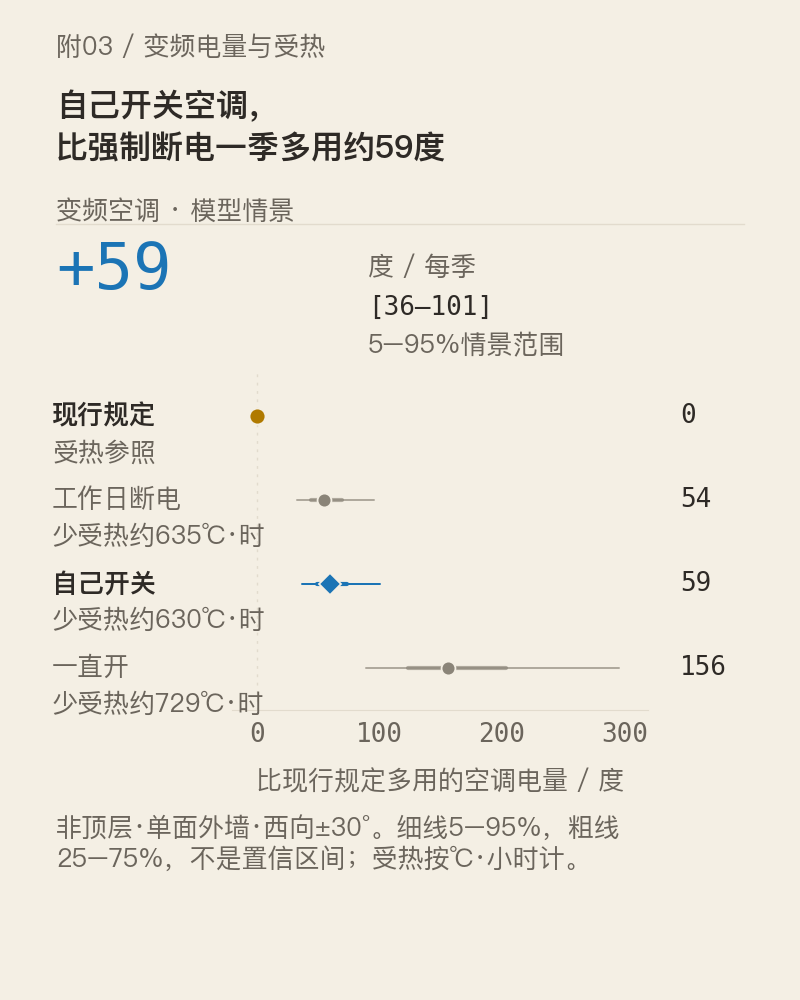 附03 / 变频电量与受热
自己开关空调，
比强制断电一季多用约59度
变频空调 · 模型情景
+59
度 / 每季
[36–101]
5–95%情景范围
现行规定
0
受热参照
工作日断电
54
少受热约635℃·时
自己开关
59
少受热约630℃·时
一直开
156
少受热约729℃·时
0 100 200 300
比现行规定多用的空调电量 / 度
非顶层·单面外墙·西向±30°。细线5–95%，粗线
25–75%，不是置信区间；受热按℃·小时计。